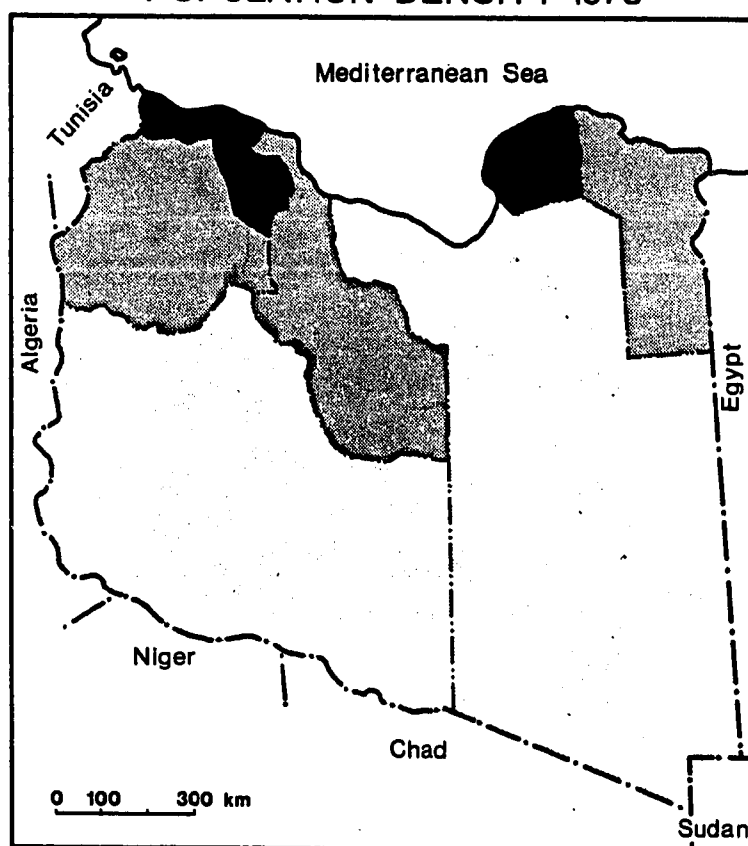 Mediterranean Sea
Tunisia
Algeria
Egypt
Niger
Chad
0 100 300 km
Sudan